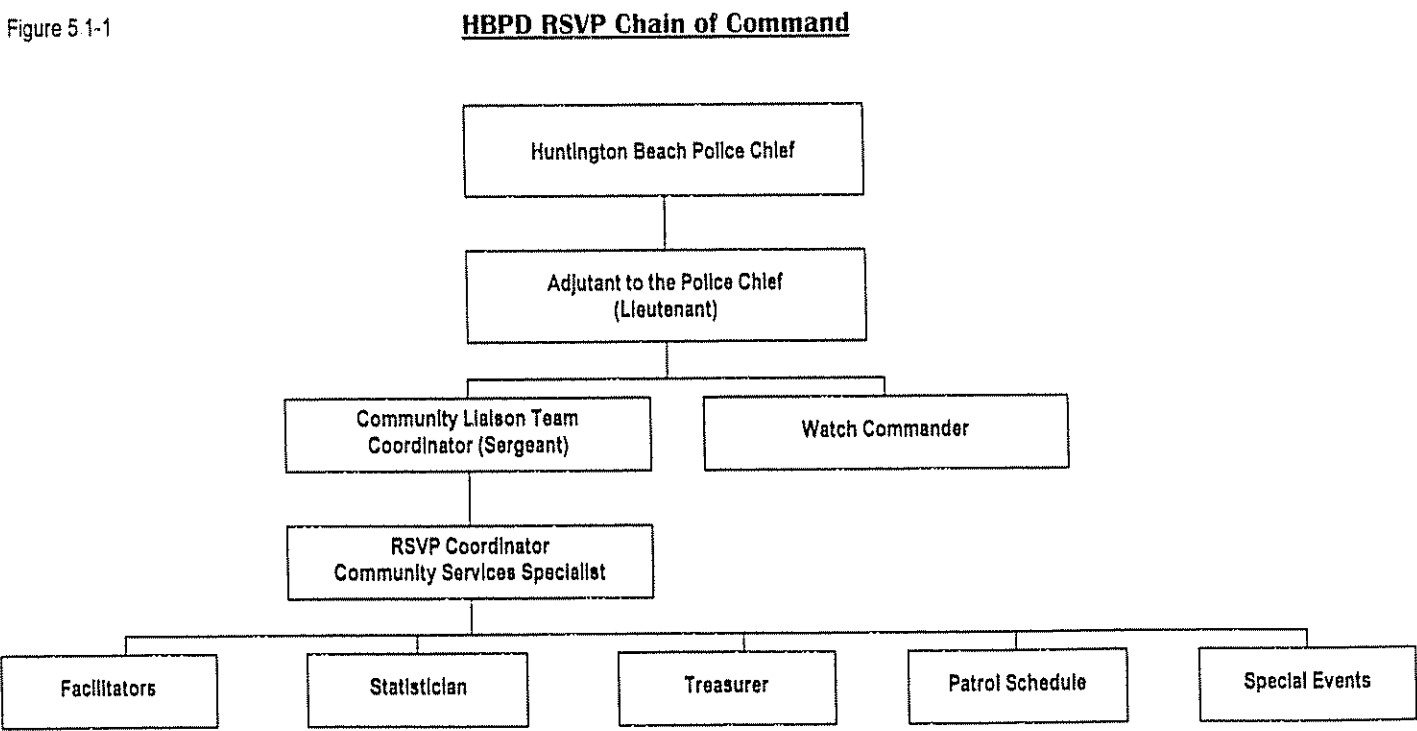 Figure 5.1-1
HBPD RSVP Chain of Command
Huntington Beach Police Chief
Adjutant to the Police Chief
(Lieutenant)
Community Liaison Team
Coordinator (Sergeant)
Watch Commander
RSVP Coordinator
Community Services Specialist
Facilitators
Statistician
Treasurer
Patrol Schedule
Special Events